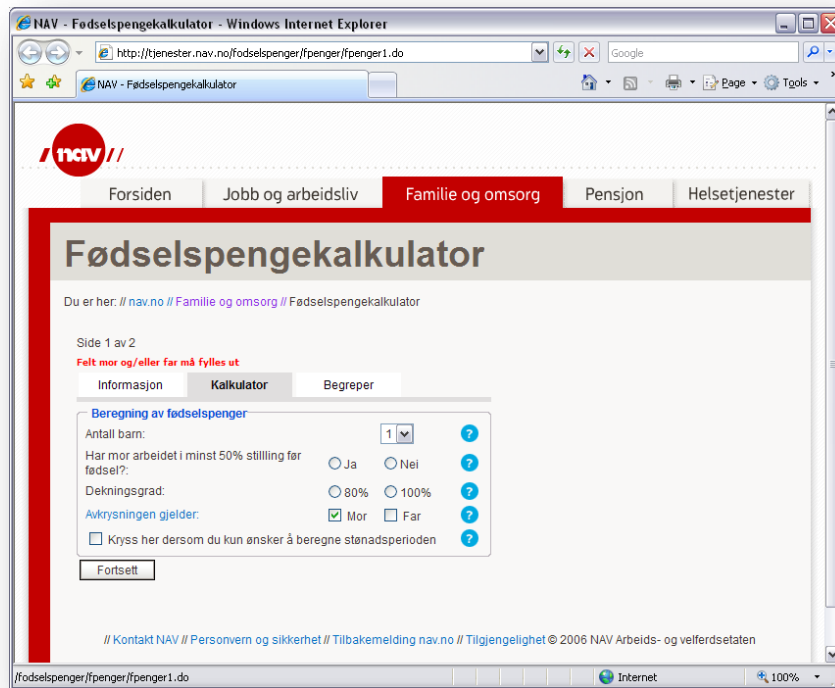 NAV - Fødselspengekalkulator - Windows Internet Explorer
http://tjenester.nav.no/fodselspenger/fpenger/fpenger1.do
Google
NAV - Fødselspengekalkulator
Page
Tools
nav
Forsiden Jobb og arbeidsliv Familie og omsorg Pensjon Helsetjenester
Fødselspengekalkulator
Du er her: // nav.no // Familie og omsorg // Fødselspengekalkulator
Side 1 av 2
Felt mor og/eller far må fylles ut
Informasjon Kalkulator Begreper
Beregning av fødselspenger
Antall barn: 1 ?
Har mor arbeidet i minst 50% stillling før
fødsel?: Ja Nei ?
Dekningsgrad: 80% 100% ?
Avkrysningen gjelder: Mor Far ?
Kryss her dersom du kun ønsker å beregne stønadsperioden ?
Fortsett
// Kontakt NAV // Personvern og sikkerhet // Tilbakemelding nav.no // Tilgjengelighet © 2006 NAV Arbeids- og velferdsetaten
/fodselspenger/fpenger/fpenger1.do Internet 100%